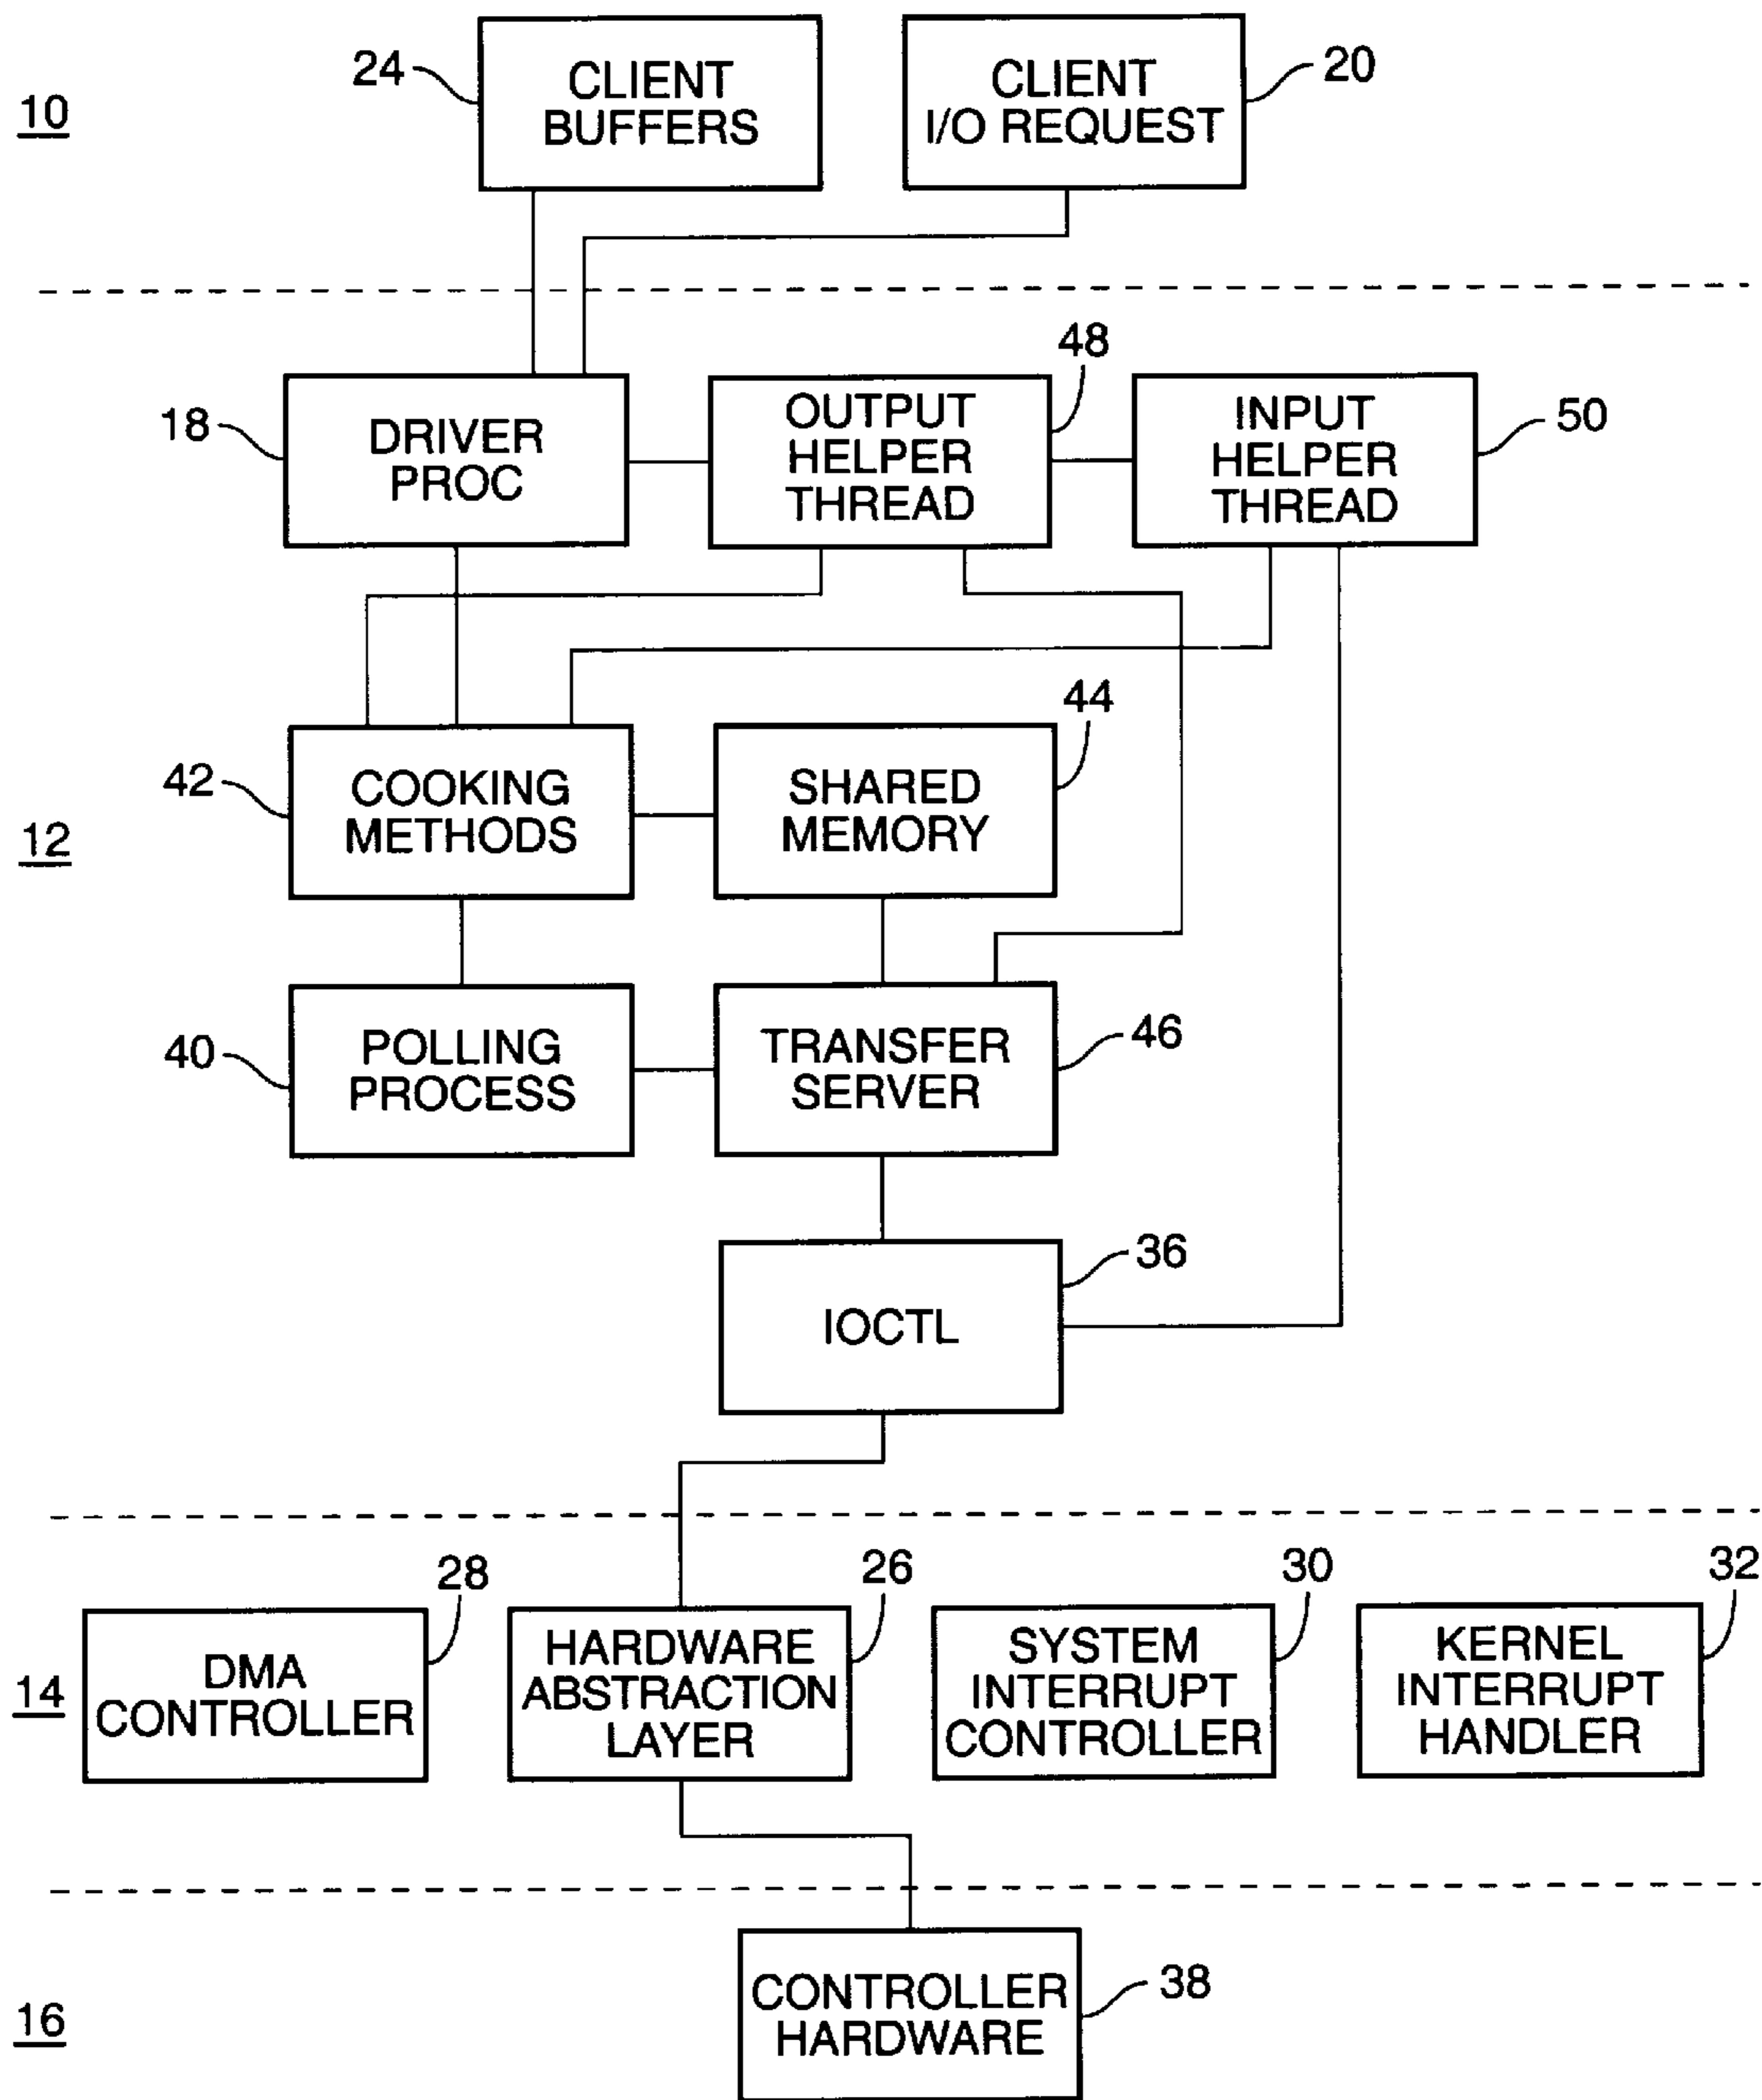 24
CLIENT
BUFFERS
CLIENT
I/O REQUEST
20
10
18
DRIVER
PROC
OUTPUT
HELPER
THREAD
48
INPUT
HELPER
THREAD
50
42
COOKING
METHODS
SHARED
MEMORY
44
12
40
POLLING
PROCESS
TRANSFER
SERVER
46
IOCTL
36
14
DMA
CONTROLLER
28
HARDWARE
ABSTRACTION
LAYER
26
SYSTEM
INTERRUPT
CONTROLLER
30
KERNEL
INTERRUPT
HANDLER
32
16
CONTROLLER
HARDWARE
38